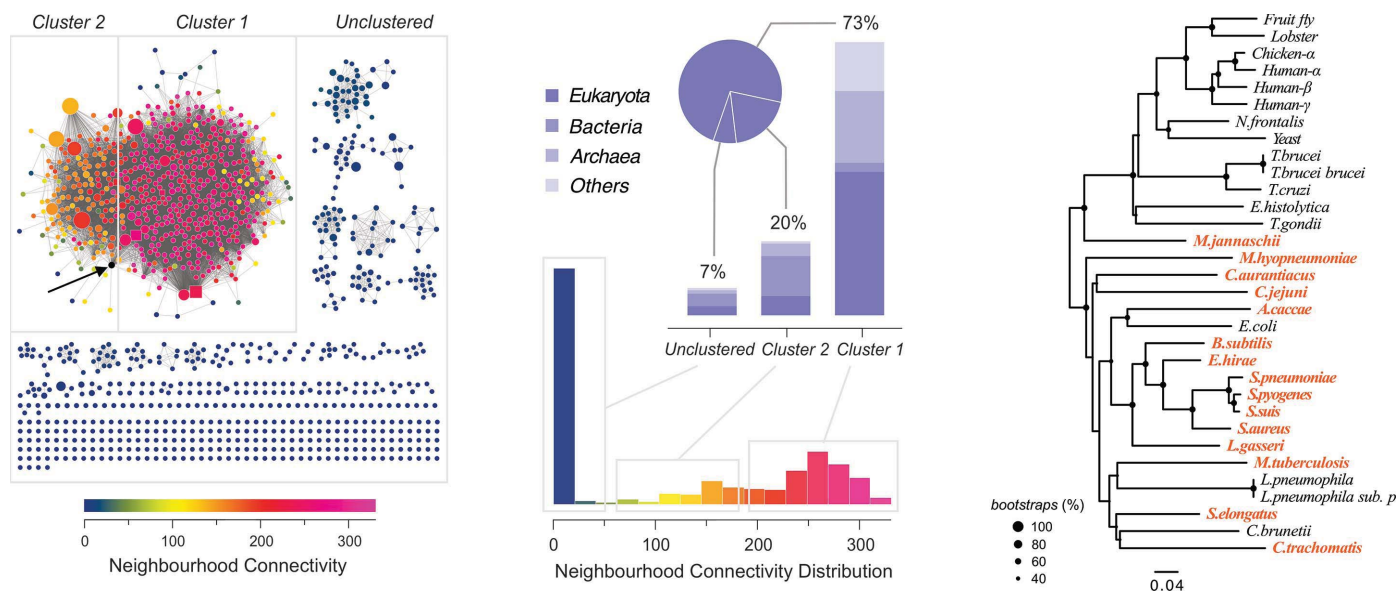 Cluster 2
Cluster 1
Unclustered
0
100
200
300
Neighbourhood Connectivity
73%
20%
7%
Eukaryota
Bacteria
Archaea
Others
Unclustered
Cluster 2
Cluster 1
0
100
200
300
Neighbourhood Connectivity Distribution
Fruit fly
Lobster
Chicken-α
Human-α
Human-β
Human-γ
N.frontalis
Yeast
T.brucei
T.brucei brucei
T.cruzi
E.histolytica
T.gondii
M.jannaschii
M.hyopneumoniae
C.aurantiacus
C.jejuni
A.caccae
E.coli
B.subtilis
E.hirae
S.pneumoniae
S.pyogenes
S.suis
S.aureus
L.gasseri
M.tuberculosis
L.pneumophila
L.pneumophila sub. p
S.elongatus
C.brunetii
C.trachomatis
bootstraps (%)
100
80
60
40
0.04